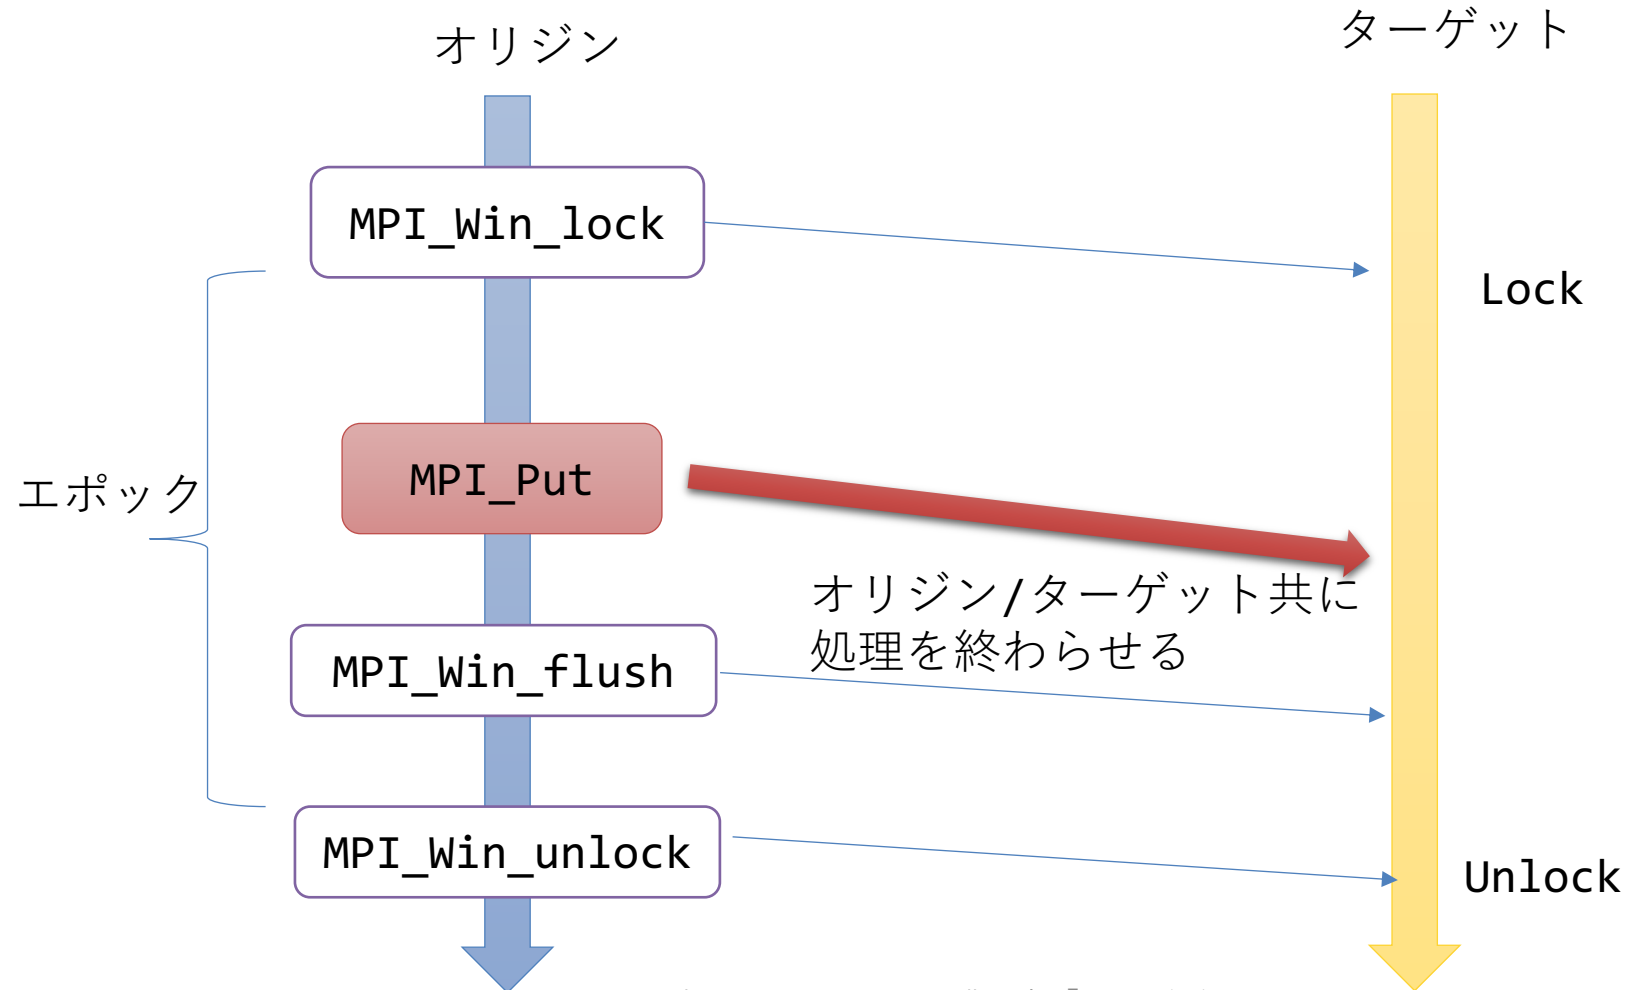 オリジン
ターゲット
MPI_Win_lock
Lock
エポック
MPI_Put
オリジン/ターゲット共に
処理を終わらせる
MPI_Win_flush
MPI_Win_unlock
Unlock